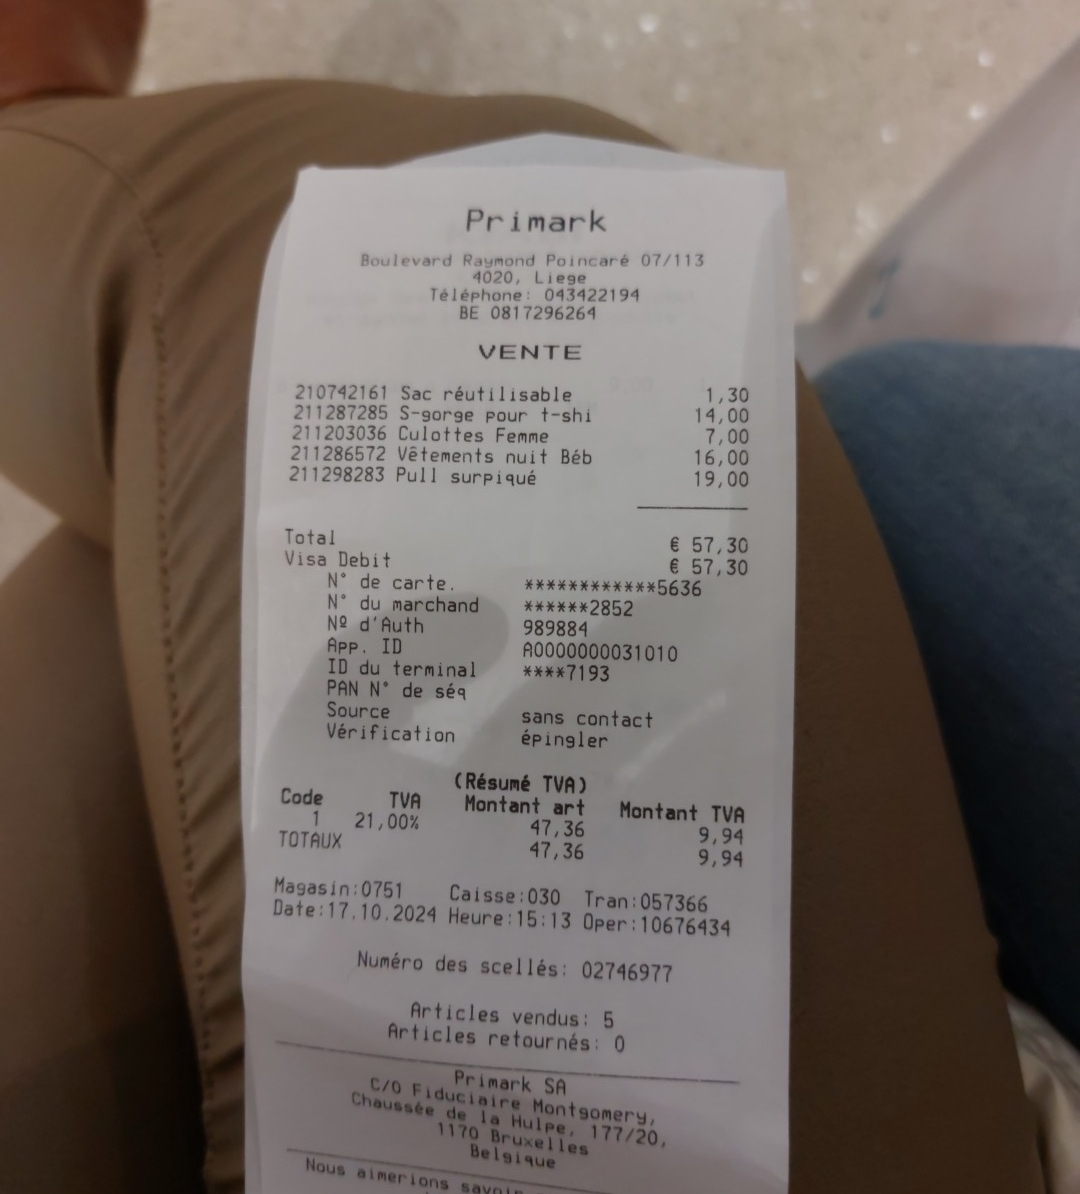 Primark
Boulevard Raymond Poincaré 07/113
4020, Liege
Téléphone: 043422194
BE 0817296264
VENTE
210742161 Sac réutilisable 1,30
211287285 S-gorge pour t-shi 14,00
211203036 Culottes Femme 7,00
211286572 Vêtements nuit Béb 16,00
211298283 Pull surpiqué 19,00
Total € 57,30
Visa Debit € 57,30
N° de carte. ************5636
N° du marchand ******2852
Nº d'Auth 989884
App. ID A0000000031010
ID du terminal ****7193
PAN N° de séq
Source sans contact
Vérification épingler
(Résumé TVA)
Code TVA Montant art Montant TVA
1 21,00% 47,36 9,94
TOTAUX 47,36 9,94
Magasin:0751 Caisse:030 Tran:057366
Date:17.10.2024 Heure:15:13 Oper:10676434
Numéro des scellés: 02746977
Articles vendus: 5
Articles retournés: 0
Primark SA
C/O Fiduciaire Montgomery,
Chaussée de la Hulpe, 177/20,
1170 Bruxelles
Belgique
Nous aimerions savoir